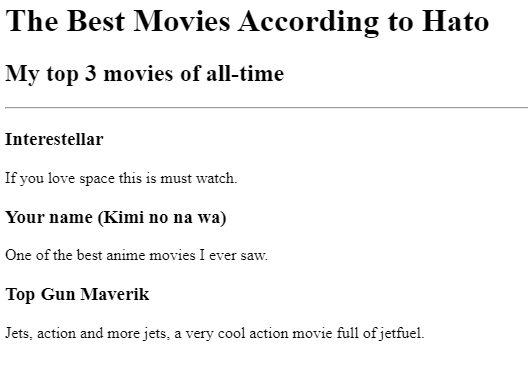 The Best Movies According to Hato
My top 3 movies of all-time
Interestellar
If you love space this is must watch.
Your name (Kimi no na wa)
One of the best anime movies I ever saw.
Top Gun Maverik
Jets, action and more jets, a very cool action movie full of jetfuel.